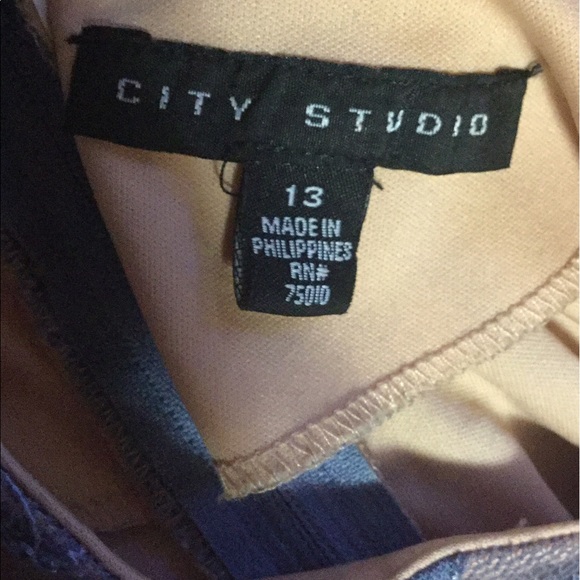 CITY STUDIO
13
MADE IN
PHILIPPINES
RN#
75010